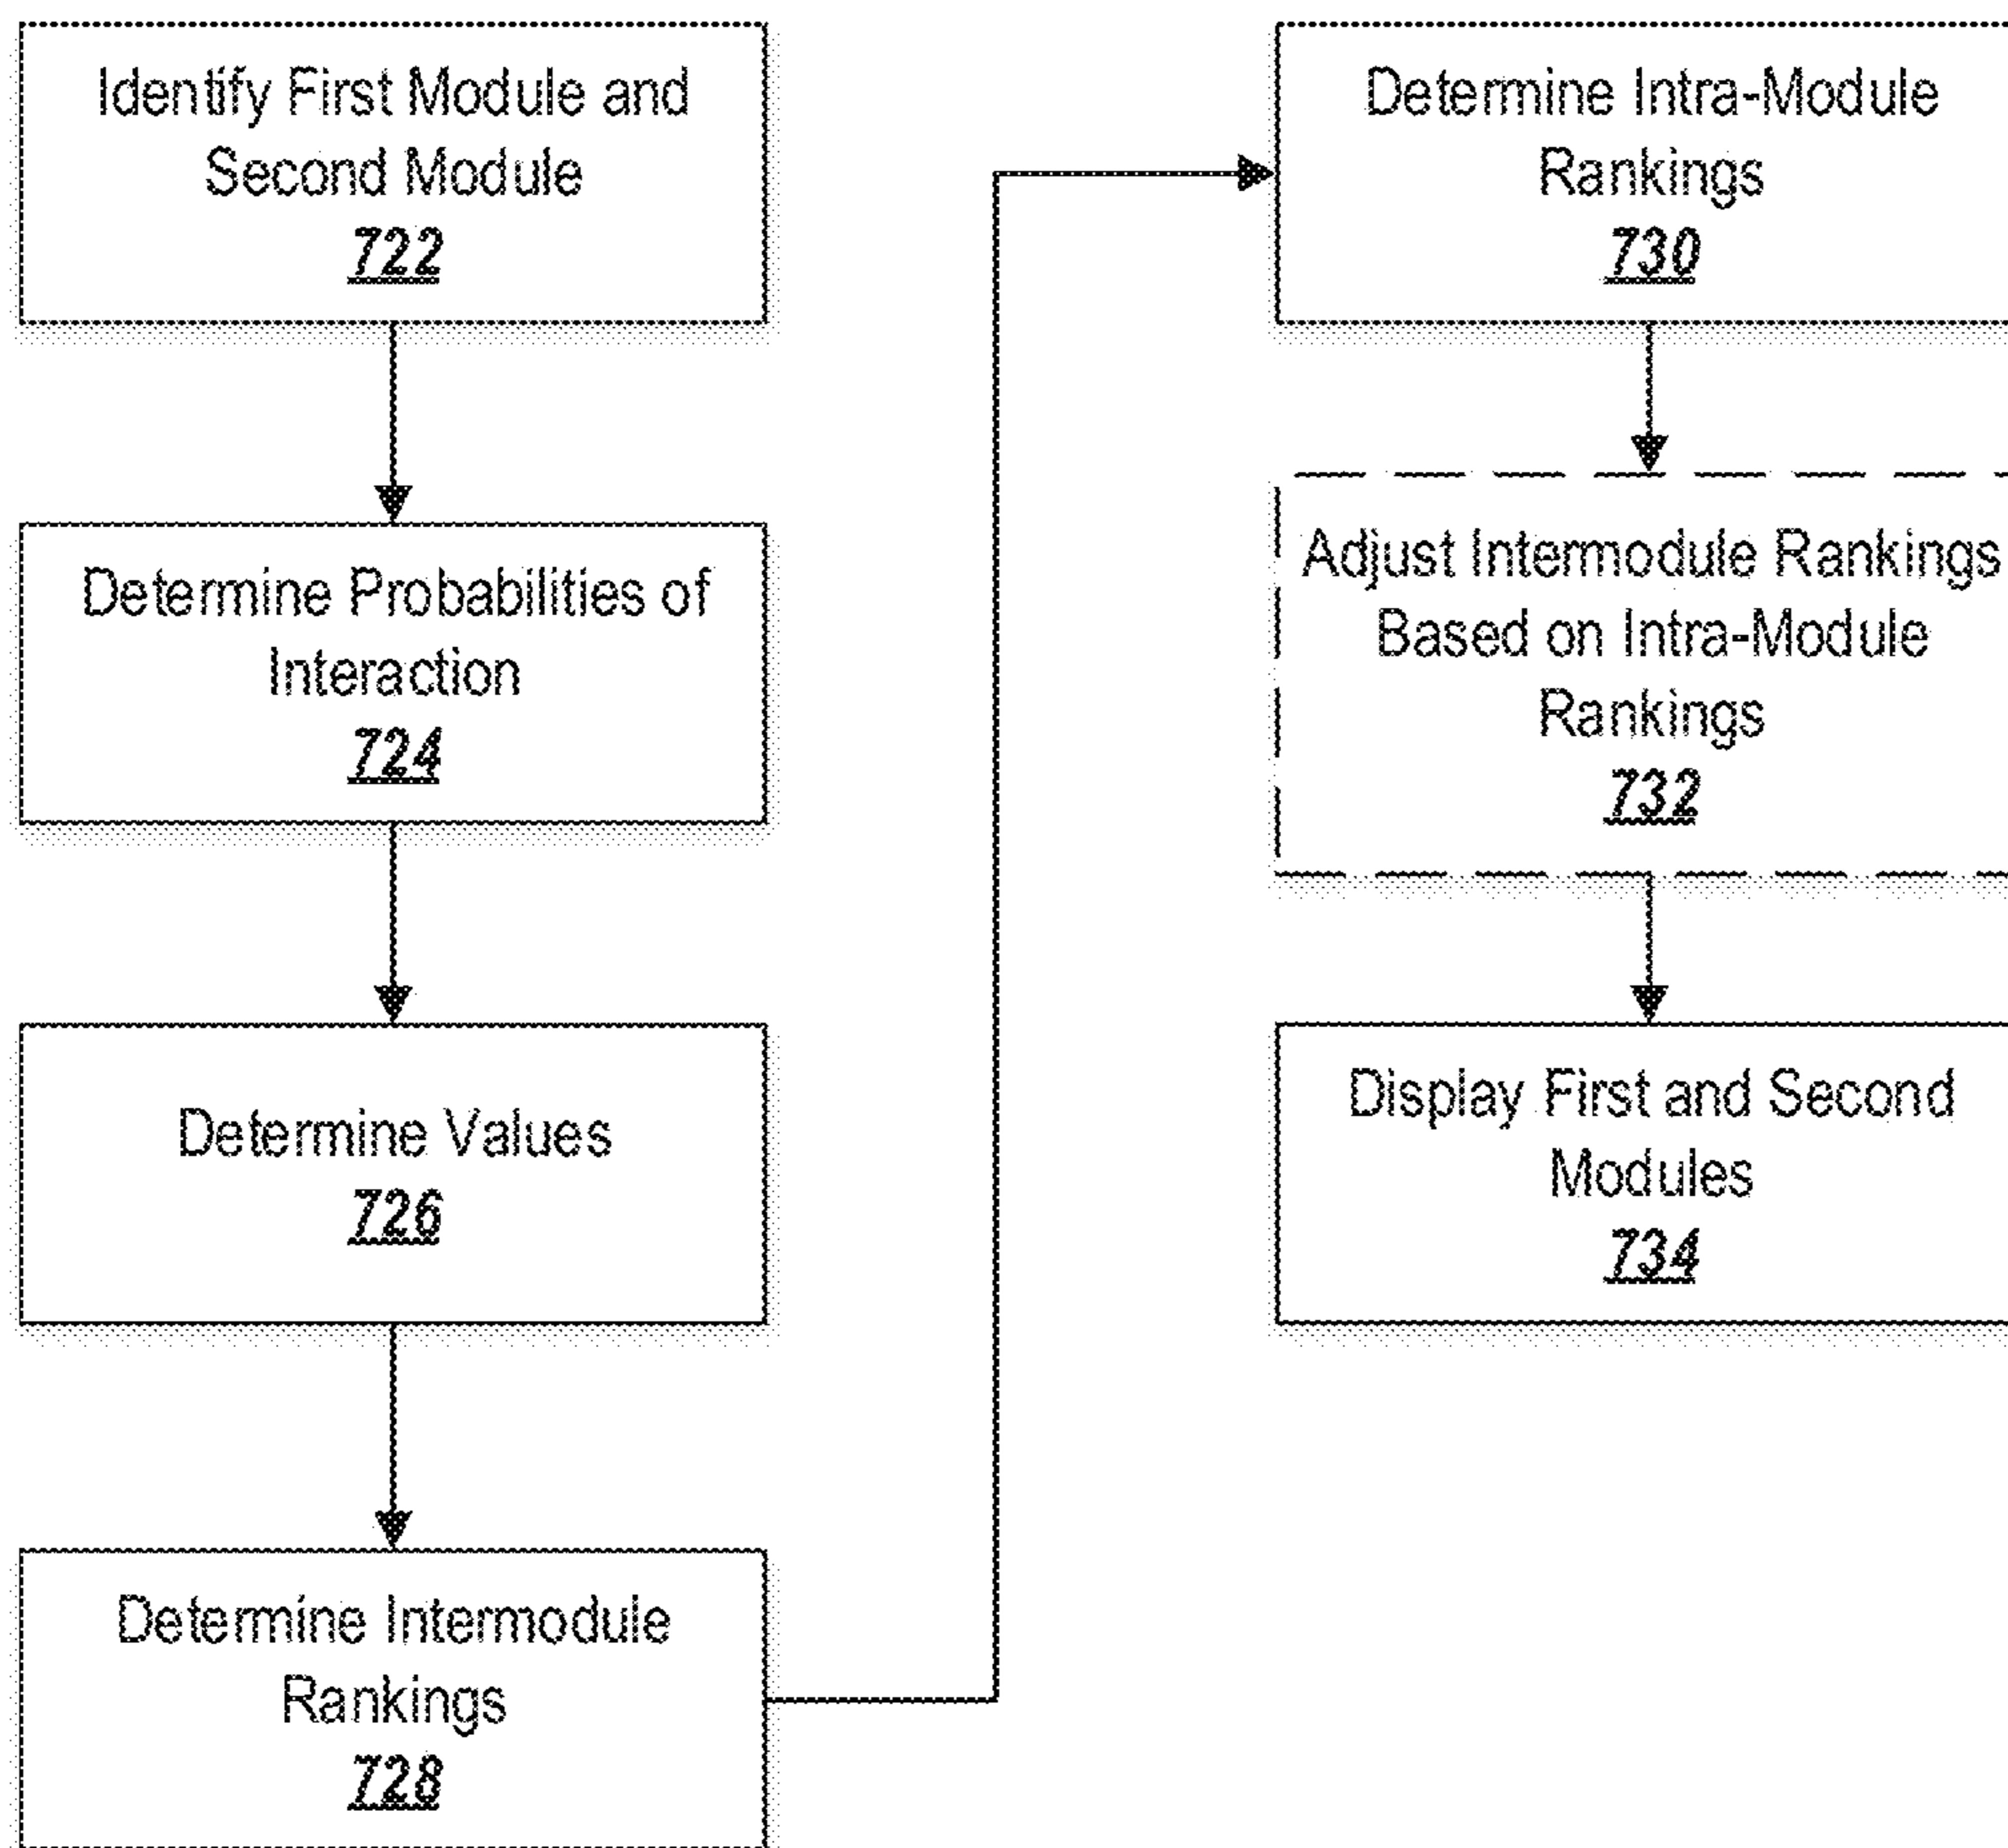 Identify First Module and
Second Module
722
Determine Probabilities of
Interaction
724
Determine Values
726
Determine Intermodule
Rankings
728
Determine Intra-Module
Rankings
730
Adjust Intermodule Rankings
Based on Intra-Module
Rankings
732
Display First and Second
Modules
734